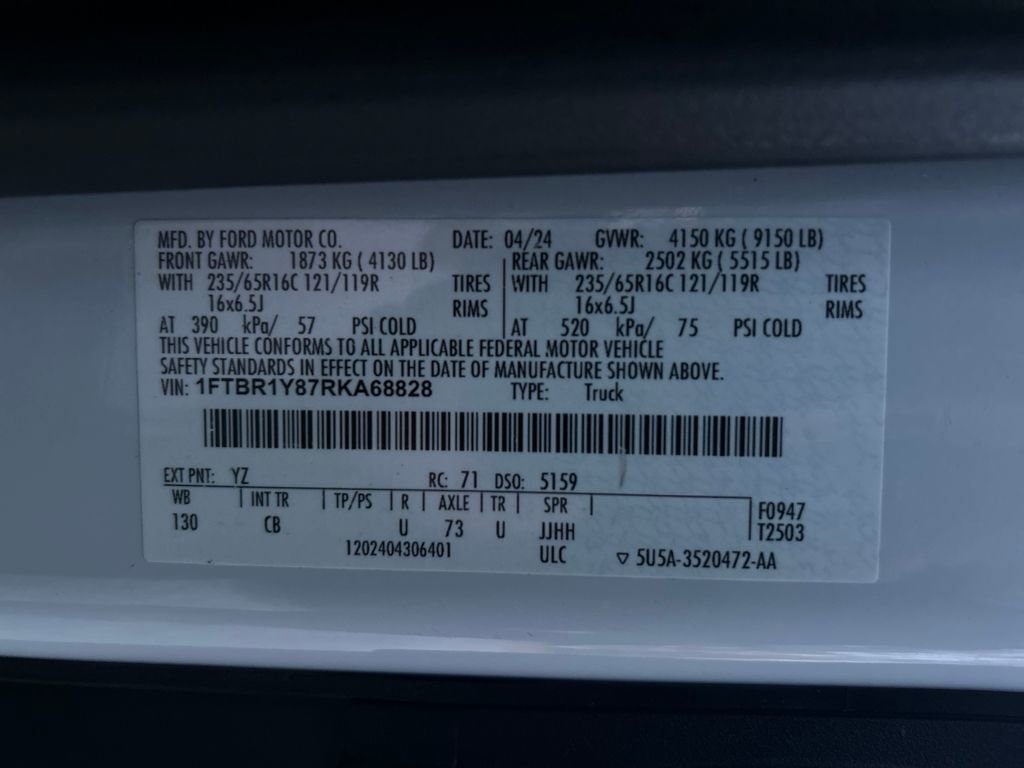 MFD. BY FORD MOTOR CO. DATE: 04/24 GVWR: 4150 KG ( 9150 LB)
FRONT GAWR: 1873 KG ( 4130 LB) REAR GAWR: 2502 KG ( 5515 LB)
WITH 235/65R16C 121/119R TIRES WITH 235/65R16C 121/119R TIRES
16x6.5J RIMS 16x6.5J RIMS
AT 390 kPa/ 57 PSI COLD AT 520 kPa/ 75 PSI COLD
THIS VEHICLE CONFORMS TO ALL APPLICABLE FEDERAL MOTOR VEHICLE
SAFETY STANDARDS IN EFFECT ON THE DATE OF MANUFACTURE SHOWN ABOVE.
VIN: 1FTBR1Y87RKA68828 TYPE: Truck
EXT PNT: YZ RC: 71 DSO: 5159
WB INT TR TP/PS R AXLE TR SPR F0947
130 CB U 73 U JJHH T2503
1202404306401 ULC ▽ 5U5A-3520472-AA